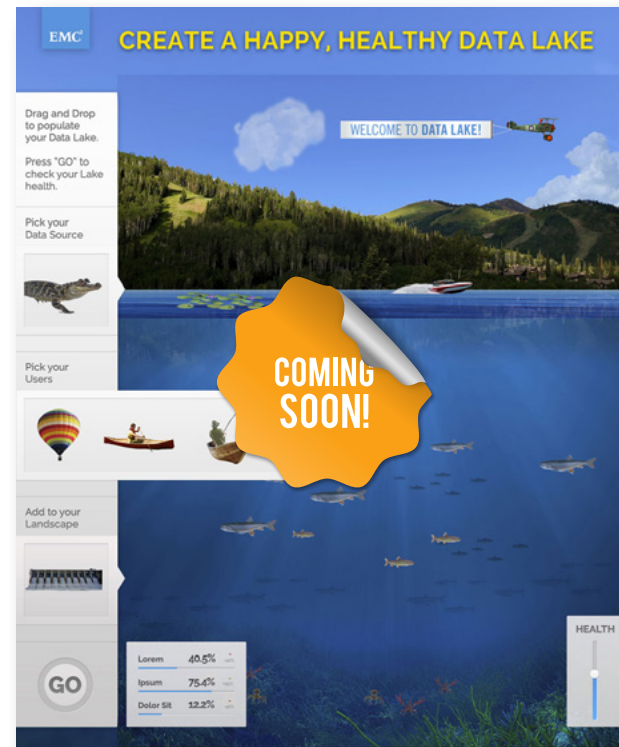 EMC²
CREATE A HAPPY, HEALTHY DATA LAKE
Drag and Drop
to populate
your Data Lake.
Press "GO" to
check your Lake
health.
WELCOME TO DATA LAKE!
Pick your
Data Source
Pick your
Users
COMING
SOON!
Add to your
Landscape
GO
Lorem 40.5%
Ipsum 75.4%
Dolor Sit 12.2%
HEALTH